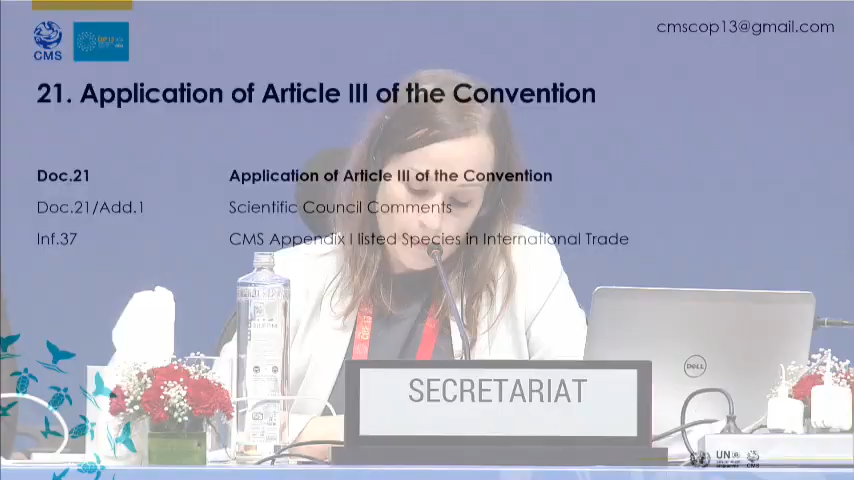 cmscop13@gmail.com
CMS
21. Application of Article III of the Convention
Doc.21 Application of Article III of the Convention
Doc.21/Add.1 Scientific Council Comments
Inf.37 CMS Appendix I listed Species in International Trade
DELL
SECRETARIAT
UN
CMS